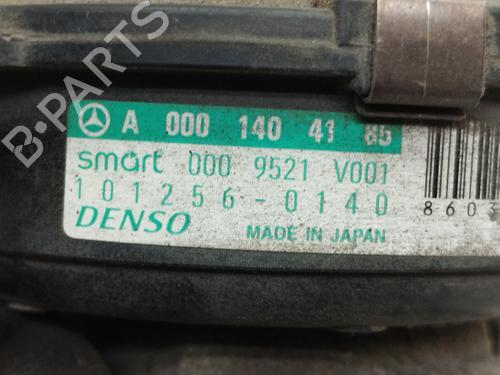 A 000 140 41 85
smart 000 9521 V001
101256-0140
DENSO
MADE IN JAPAN
8603
B-PARTS